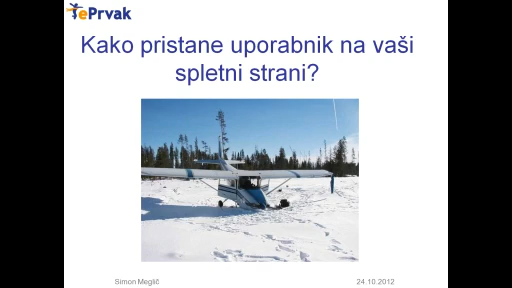 ePrvak
Kako pristane uporabnik na vaši
spletni strani?
Simon Meglič
24.10.2012